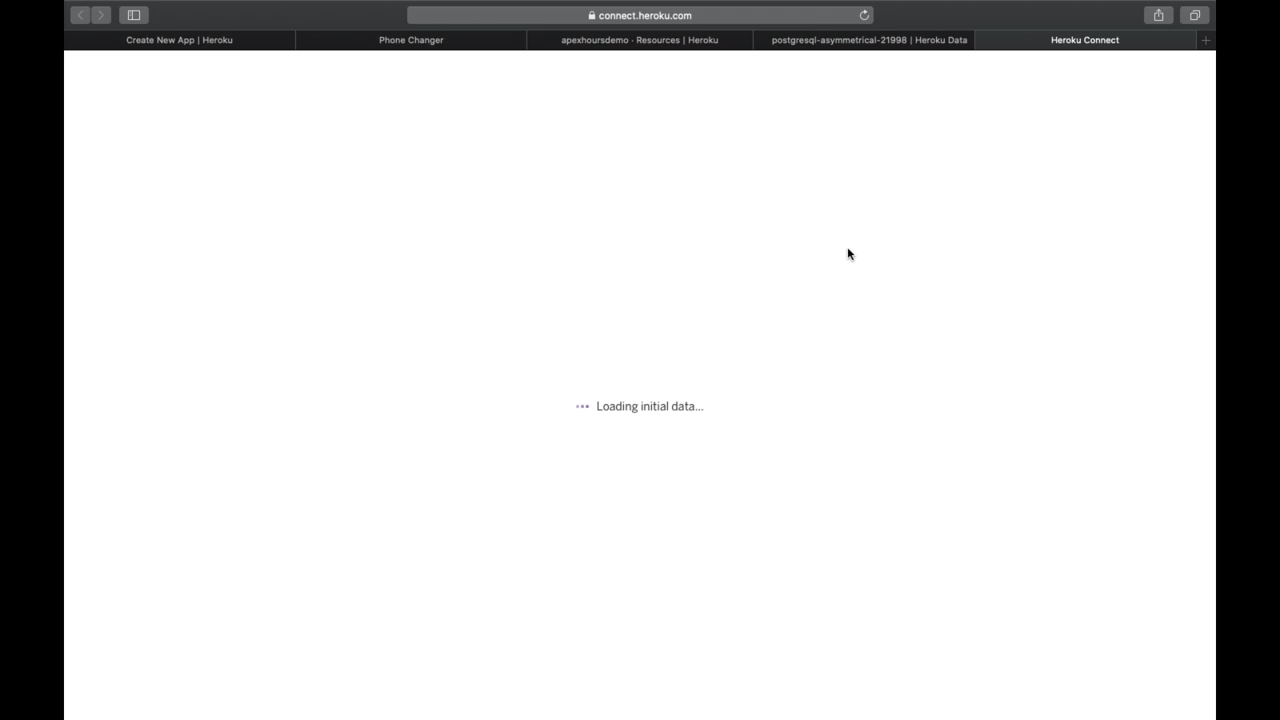 connect.heroku.com
Create New App | Heroku
Phone Changer
apexhoursdemo · Resources | Heroku
postgresql-asymmetrical-21998 | Heroku Data
Heroku Connect
Loading initial data...